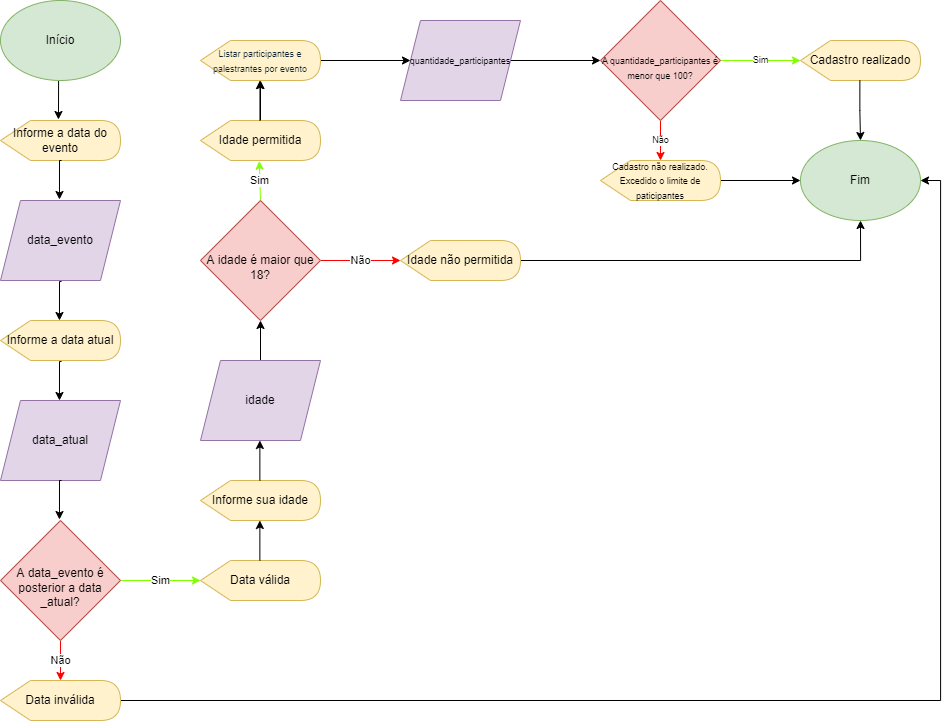 Início
Informe a data do
evento
data_evento
Informe a data atual
data_atual
A data_evento é
posterior a data
_atual?
Não
Data inválida
Sim
Data válida
Informe sua idade
idade
A idade é maior que
18?
Não
Idade não permitida
Sim
Idade permitida
Listar participantes e
palestrantes por evento
quantidade_participantes
A quantidade_participantes é
menor que 100?
Sim
Cadastro realizado
Não
Cadastro não realizado.
Excedido o limite de
paticipantes
Fim